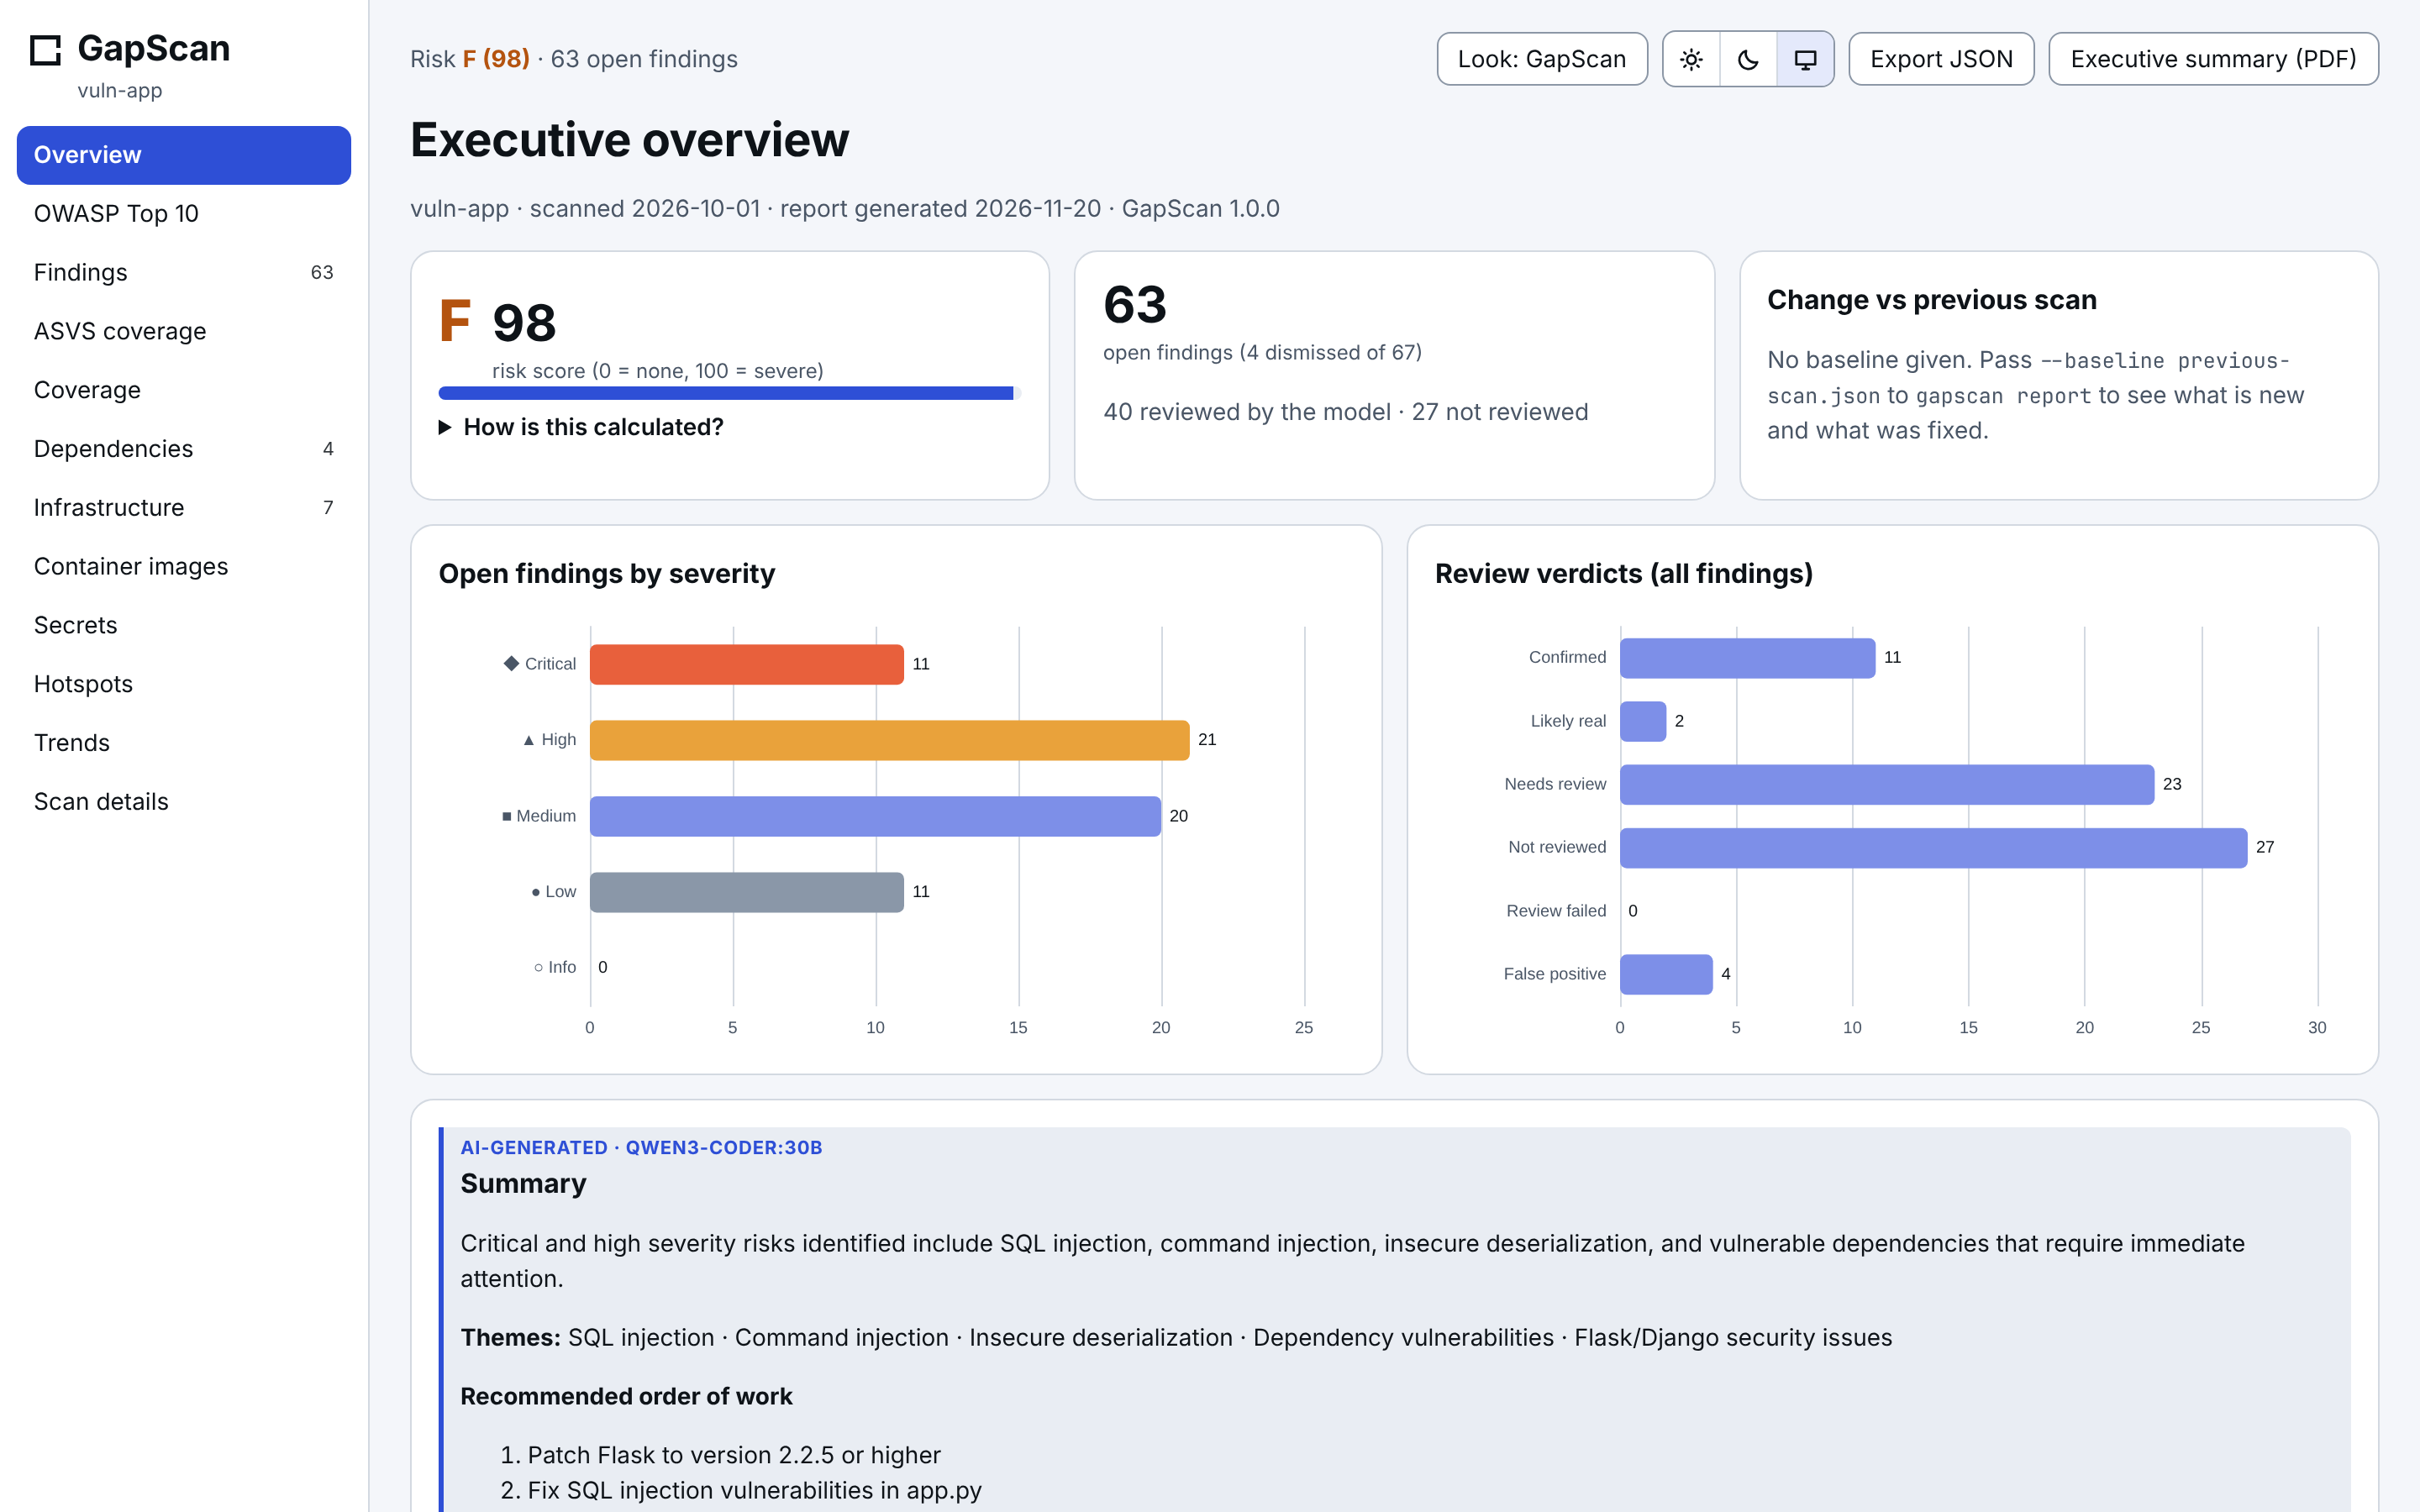 GapScan
vuln-app
Overview
OWASP Top 10
Findings 63
ASVS coverage
Coverage
Dependencies 4
Infrastructure 7
Container images
Secrets
Hotspots
Trends
Scan details
Risk F (98) · 63 open findings
Look: GapScan
Export JSON
Executive summary (PDF)
Executive overview
vuln-app · scanned 2026-10-01 · report generated 2026-11-20 · GapScan 1.0.0
F 98
risk score (0 = none, 100 = severe)
▶ How is this calculated?
63
open findings (4 dismissed of 67)
40 reviewed by the model · 27 not reviewed
Change vs previous scan
No baseline given. Pass --baseline previous-
scan.json to gapscan report to see what is new
and what was fixed.
Open findings by severity
◆ Critical 11
▲ High 21
■ Medium 20
● Low 11
○ Info 0
0 5 10 15 20 25
Review verdicts (all findings)
Confirmed 11
Likely real 2
Needs review 23
Not reviewed 27
Review failed 0
False positive 4
0 5 10 15 20 25 30
AI-GENERATED · QWEN3-CODER:30B
Summary
Critical and high severity risks identified include SQL injection, command injection, insecure deserialization, and vulnerable dependencies that require immediate
attention.
Themes: SQL injection · Command injection · Insecure deserialization · Dependency vulnerabilities · Flask/Django security issues
Recommended order of work
1. Patch Flask to version 2.2.5 or higher
2. Fix SQL injection vulnerabilities in app.py